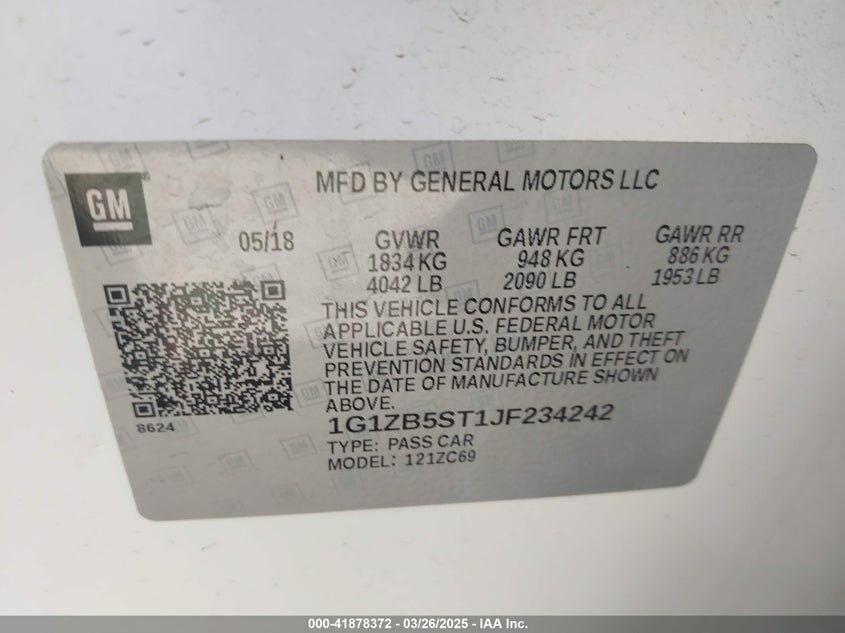 GM
MFD BY GENERAL MOTORS LLC
05/18 GVWR GAWR FRT GAWR RR
1834 KG 948 KG 886 KG
4042 LB 2090 LB 1953 LB
THIS VEHICLE CONFORMS TO ALL
APPLICABLE U.S. FEDERAL MOTOR
VEHICLE SAFETY, BUMPER, AND THEFT
PREVENTION STANDARDS IN EFFECT ON
THE DATE OF MANUFACTURE SHOWN
ABOVE.
8624
1G1ZB5ST1JF234242
TYPE: PASS CAR
MODEL: 121ZC69
000-41878372 - 03/26/2025 - IAA Inc.